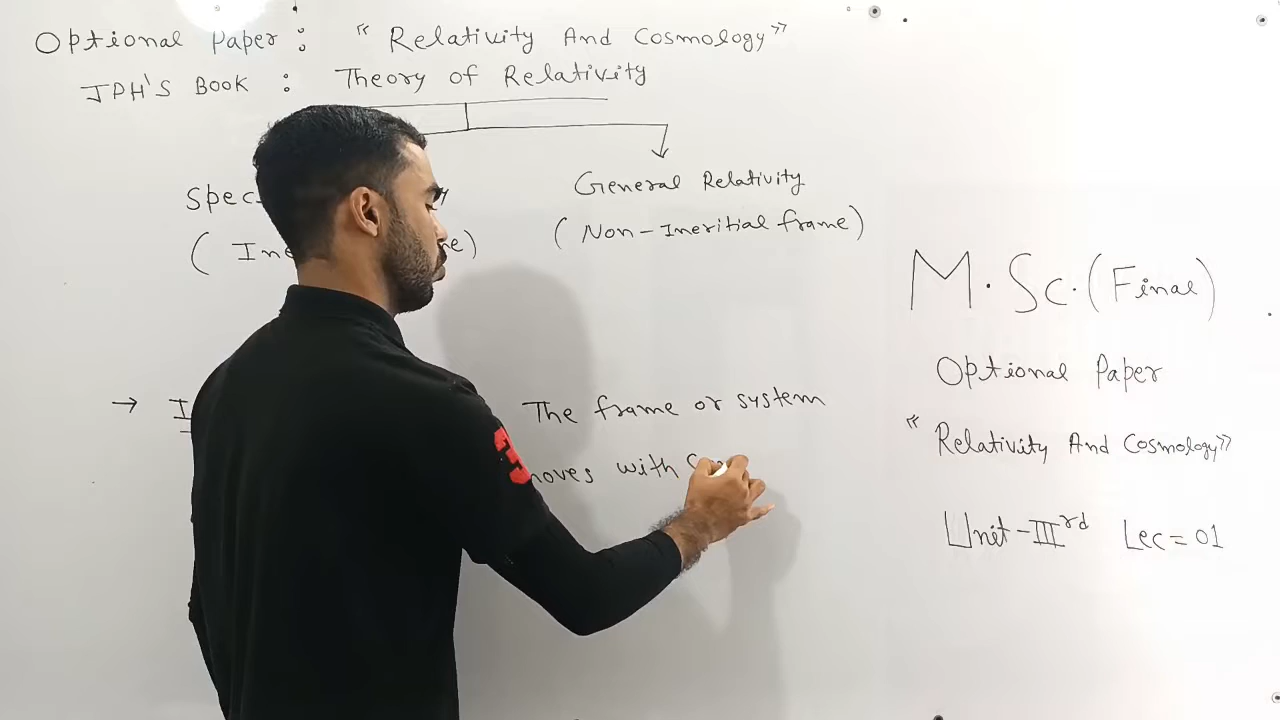 Optional Paper : "Relativity And Cosmology"
JPH'S BOOK : Theory of Relativity
General Relativity
(Non-Ineritial frame)
M.Sc.(Final)
Optional Paper
"Relativity And Cosmology"
Unit-III rd Lec = 01
→ The frame or system
moves with
3